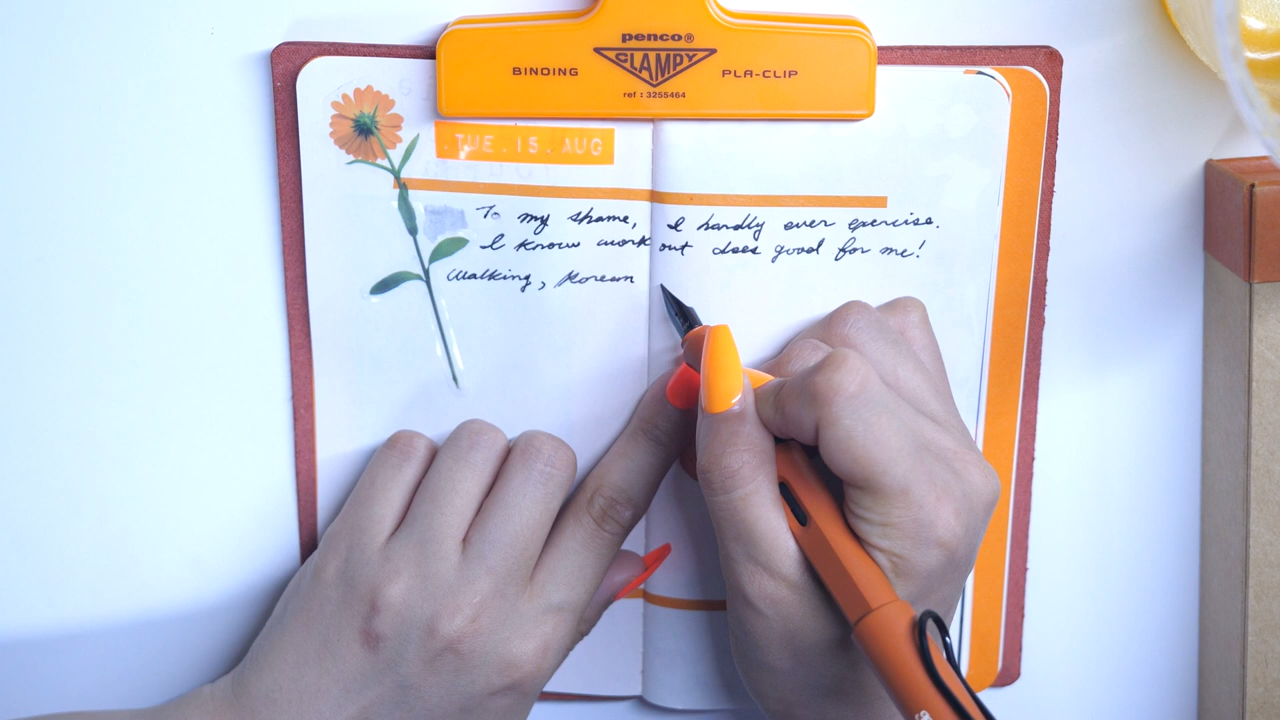 penco®
CLAMPY
BINDING PLA-CLIP
ref : 3255464
TUE.15.AUG
To my shame, I hardly ever exercise.
I know work out does good for me!
Walking, Korean